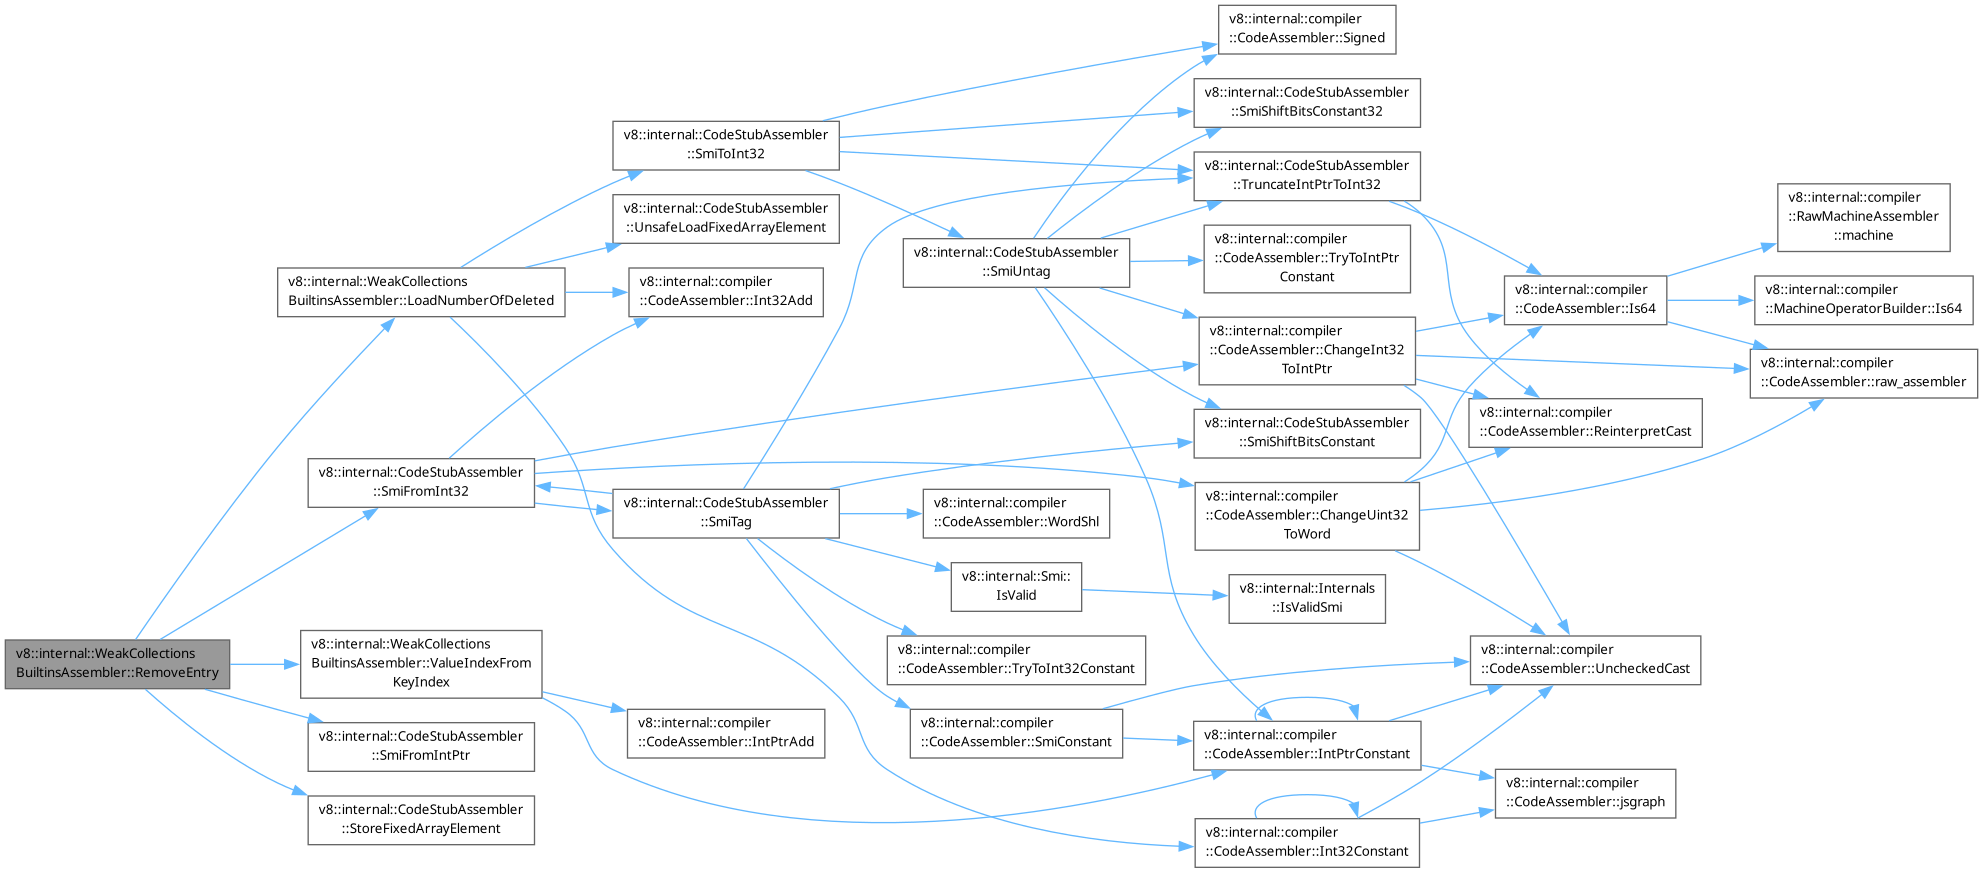 v8::internal::WeakCollections
BuiltinsAssembler::RemoveEntry
v8::internal::WeakCollections
BuiltinsAssembler::LoadNumberOfDeleted
v8::internal::CodeStubAssembler
::SmiFromInt32
v8::internal::WeakCollections
BuiltinsAssembler::ValueIndexFrom
KeyIndex
v8::internal::CodeStubAssembler
::SmiFromIntPtr
v8::internal::CodeStubAssembler
::StoreFixedArrayElement
v8::internal::CodeStubAssembler
::SmiToInt32
v8::internal::CodeStubAssembler
::UnsafeLoadFixedArrayElement
v8::internal::compiler
::CodeAssembler::Int32Add
v8::internal::CodeStubAssembler
::SmiTag
v8::internal::compiler
::CodeAssembler::IntPtrAdd
v8::internal::CodeStubAssembler
::SmiUntag
v8::internal::compiler
::CodeAssembler::WordShl
v8::internal::Smi::
IsValid
v8::internal::compiler
::CodeAssembler::TryToInt32Constant
v8::internal::compiler
::CodeAssembler::SmiConstant
v8::internal::compiler
::CodeAssembler::Signed
v8::internal::CodeStubAssembler
::SmiShiftBitsConstant32
v8::internal::CodeStubAssembler
::TruncateIntPtrToInt32
v8::internal::compiler
::CodeAssembler::TryToIntPtr
Constant
v8::internal::compiler
::CodeAssembler::ChangeInt32
ToIntPtr
v8::internal::CodeStubAssembler
::SmiShiftBitsConstant
v8::internal::compiler
::CodeAssembler::ChangeUint32
ToWord
v8::internal::Internals
::IsValidSmi
v8::internal::compiler
::CodeAssembler::IntPtrConstant
v8::internal::compiler
::CodeAssembler::Int32Constant
v8::internal::compiler
::CodeAssembler::Is64
v8::internal::compiler
::CodeAssembler::ReinterpretCast
v8::internal::compiler
::CodeAssembler::UncheckedCast
v8::internal::compiler
::CodeAssembler::jsgraph
v8::internal::compiler
::RawMachineAssembler
::machine
v8::internal::compiler
::MachineOperatorBuilder::Is64
v8::internal::compiler
::CodeAssembler::raw_assembler